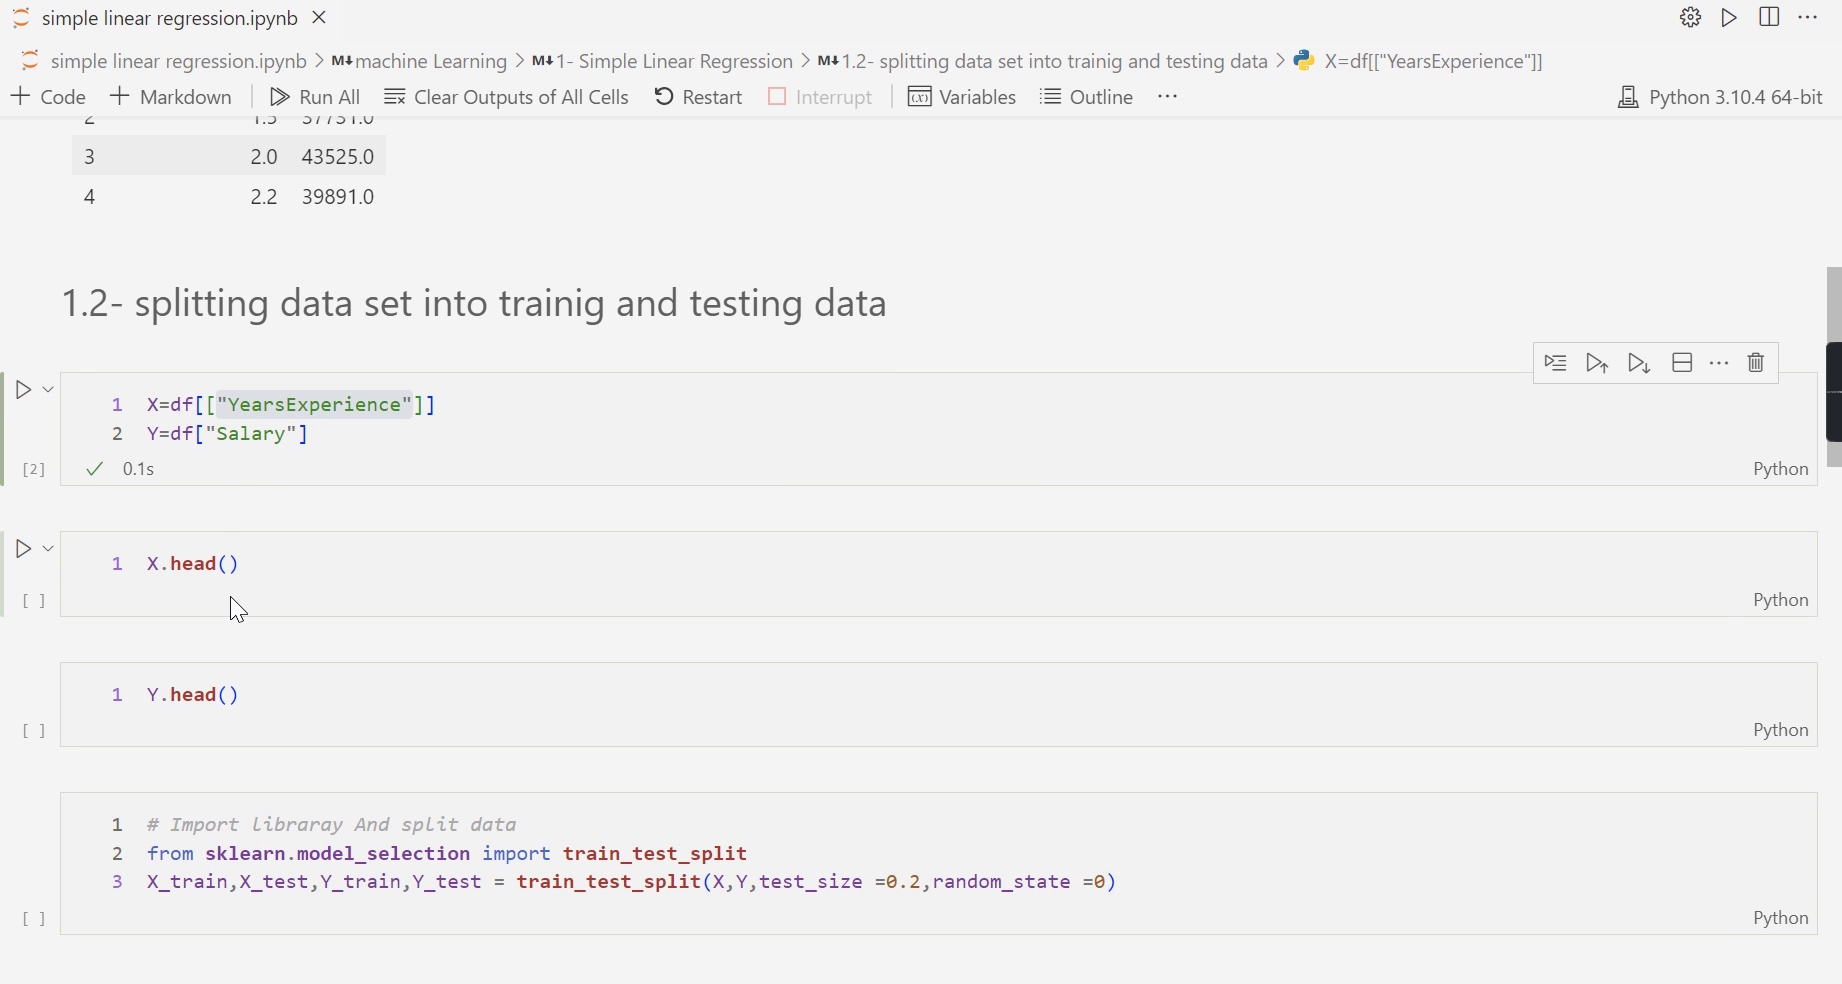 simple linear regression.ipynb
simple linear regression.ipynb > M↓machine Learning > M↓1- Simple Linear Regression > M↓1.2- splitting data set into trainig and testing data > X=df[["YearsExperience"]]
+ Code + Markdown Run All Clear Outputs of All Cells Restart Interrupt (x) Variables Outline ... Python 3.10.4 64-bit
2 1.5 37731.0
3 2.0 43525.0
4 2.2 39891.0
1.2- splitting data set into trainig and testing data
1 X=df[["YearsExperience"]]
2 Y=df["Salary"]
[2] ✓ 0.1s Python
1 X.head()
[ ] Python
1 Y.head()
[ ] Python
1 # Import libraray And split data
2 from sklearn.model_selection import train_test_split
3 X_train,X_test,Y_train,Y_test = train_test_split(X,Y,test_size =0.2,random_state =0)
[ ] Python